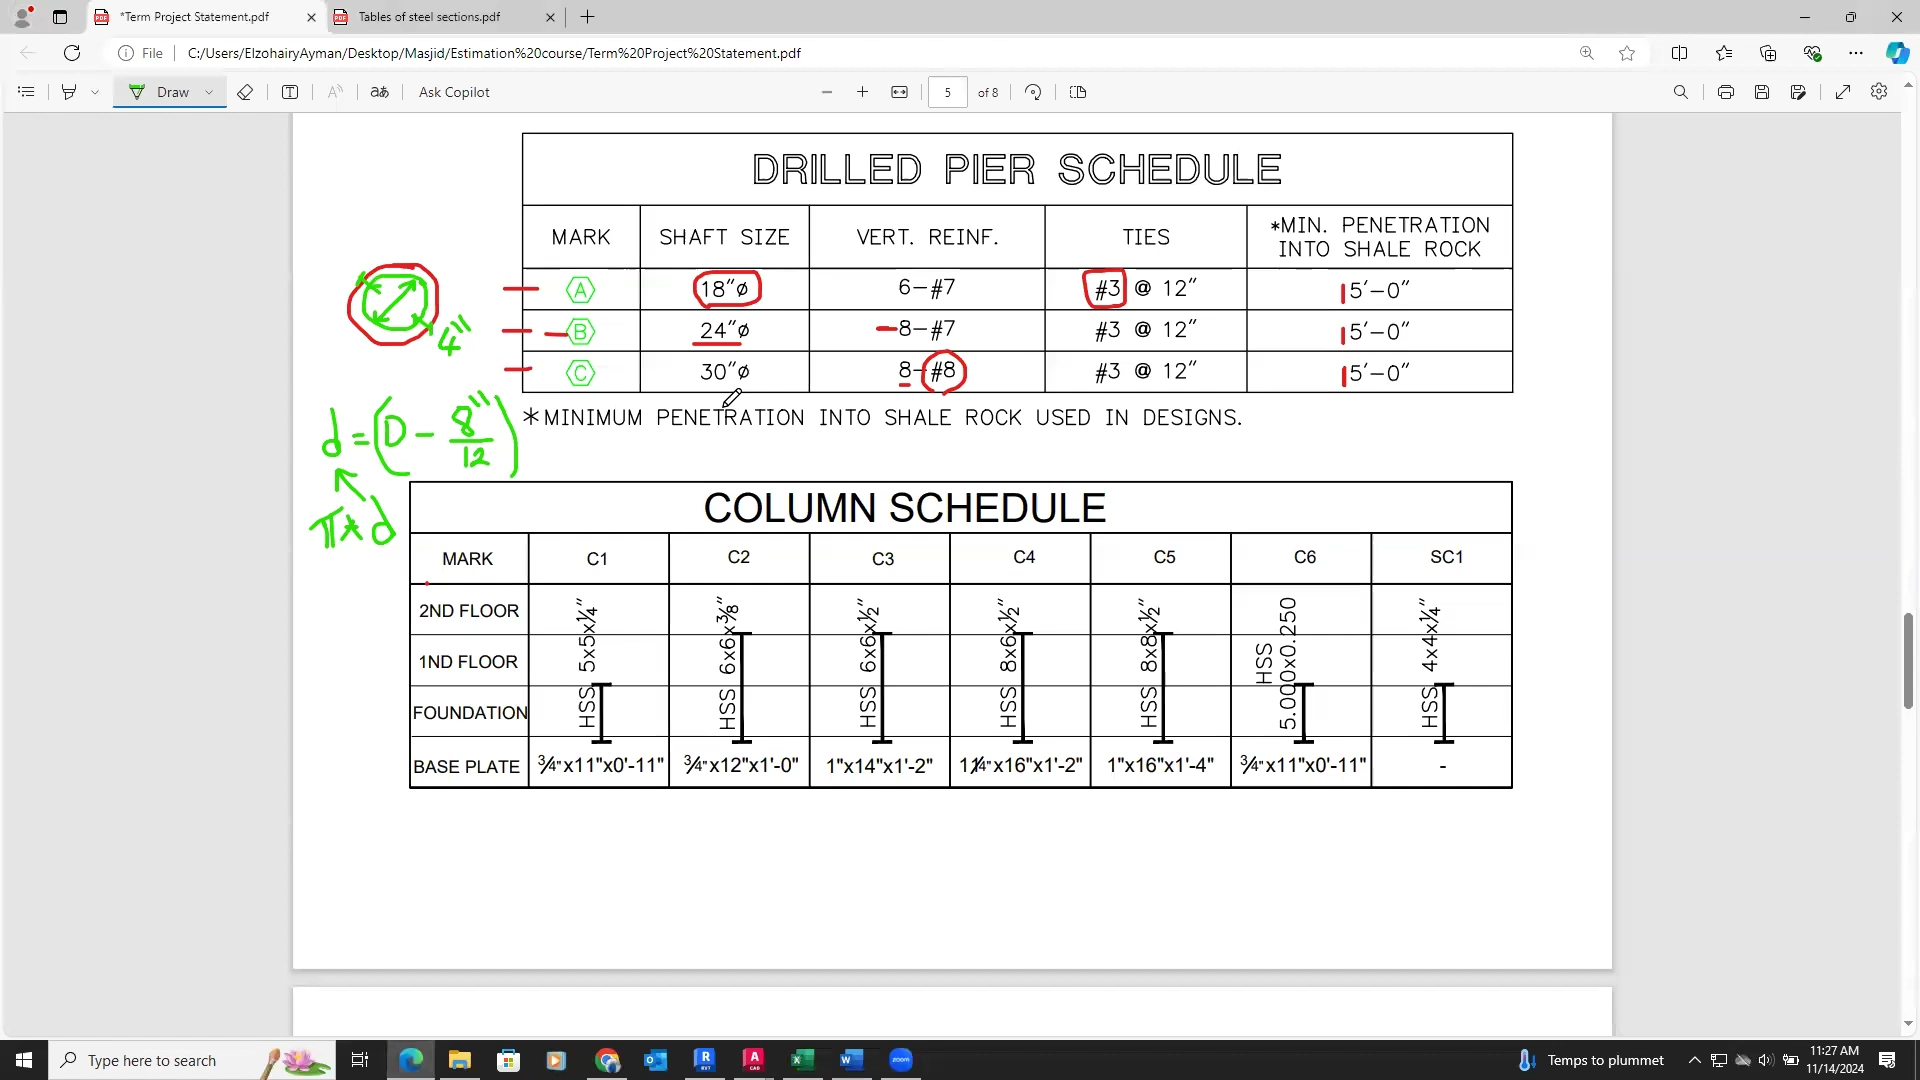 *Term Project Statement.pdf
Tables of steel sections.pdf
File
C:/Users/ElzohairyAyman/Desktop/Masjid/Estimation%20course/Term%20Project%20Statement.pdf
Draw
aあ
Ask Copilot
5
of 8
DRILLED PIER SCHEDULE
MARK SHAFT SIZE VERT. REINF. TIES *MIN. PENETRATION INTO SHALE ROCK
A 18"ø 6-#7 #3 @ 12" 5'-0"
B 24"ø 8-#7 #3 @ 12" 5'-0"
C 30"ø 8-#8 #3 @ 12" 5'-0"
4"
*MINIMUM PENETRATION INTO SHALE ROCK USED IN DESIGNS.
d = (D - 8"/12)
π*d
COLUMN SCHEDULE
MARK C1 C2 C3 C4 C5 C6 SC1
2ND FLOOR
1ND FLOOR
FOUNDATION
HSS 5x5x1/4"
HSS 6x6x3/8"
HSS 6x6x1/2"
HSS 8x6x1/2"
HSS 8x8x1/2"
HSS 5.000x0.250
HSS 4x4x1/4"
BASE PLATE 3/4"x11"x0'-11" 3/4"x12"x1'-0" 1"x14"x1'-2" 1 1/4"x16"x1'-2" 1"x16"x1'-4" 3/4"x11"x0'-11" -
Type here to search
zoom
Temps to plummet
11:27 AM
11/14/2024